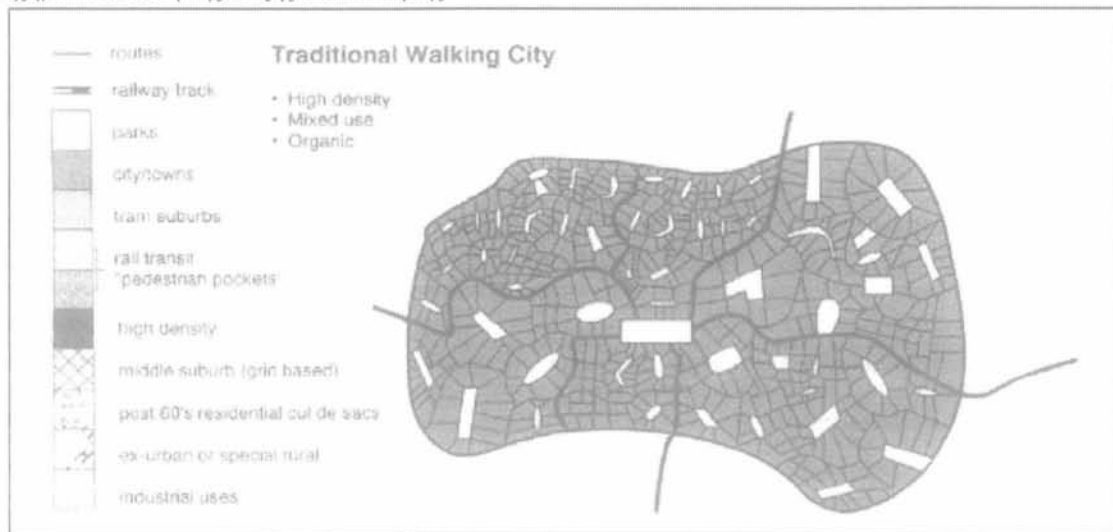 Traditional Walking City
• High density
• Mixed use
• Organic
routes
railway track
parks
city/towns
tram suburbs
rail transit
"pedestrian pockets"
high density
middle suburb (grid based)
post 60's residential cul de sacs
ex-urban or special rural
industrial uses